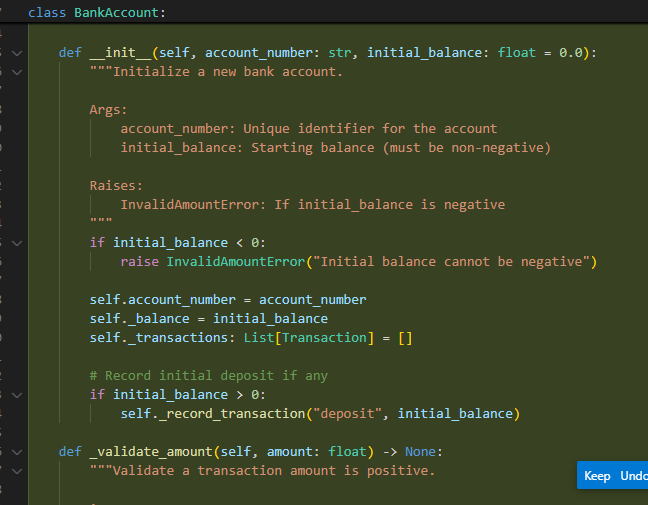 class BankAccount:
def __init__(self, account_number: str, initial_balance: float = 0.0):
"""Initialize a new bank account.
Args:
account_number: Unique identifier for the account
initial_balance: Starting balance (must be non-negative)
Raises:
InvalidAmountError: If initial_balance is negative
"""
if initial_balance < 0:
raise InvalidAmountError("Initial balance cannot be negative")
self.account_number = account_number
self._balance = initial_balance
self._transactions: List[Transaction] = []
# Record initial deposit if any
if initial_balance > 0:
self._record_transaction("deposit", initial_balance)
def _validate_amount(self, amount: float) -> None:
"""Validate a transaction amount is positive.
Keep Undo